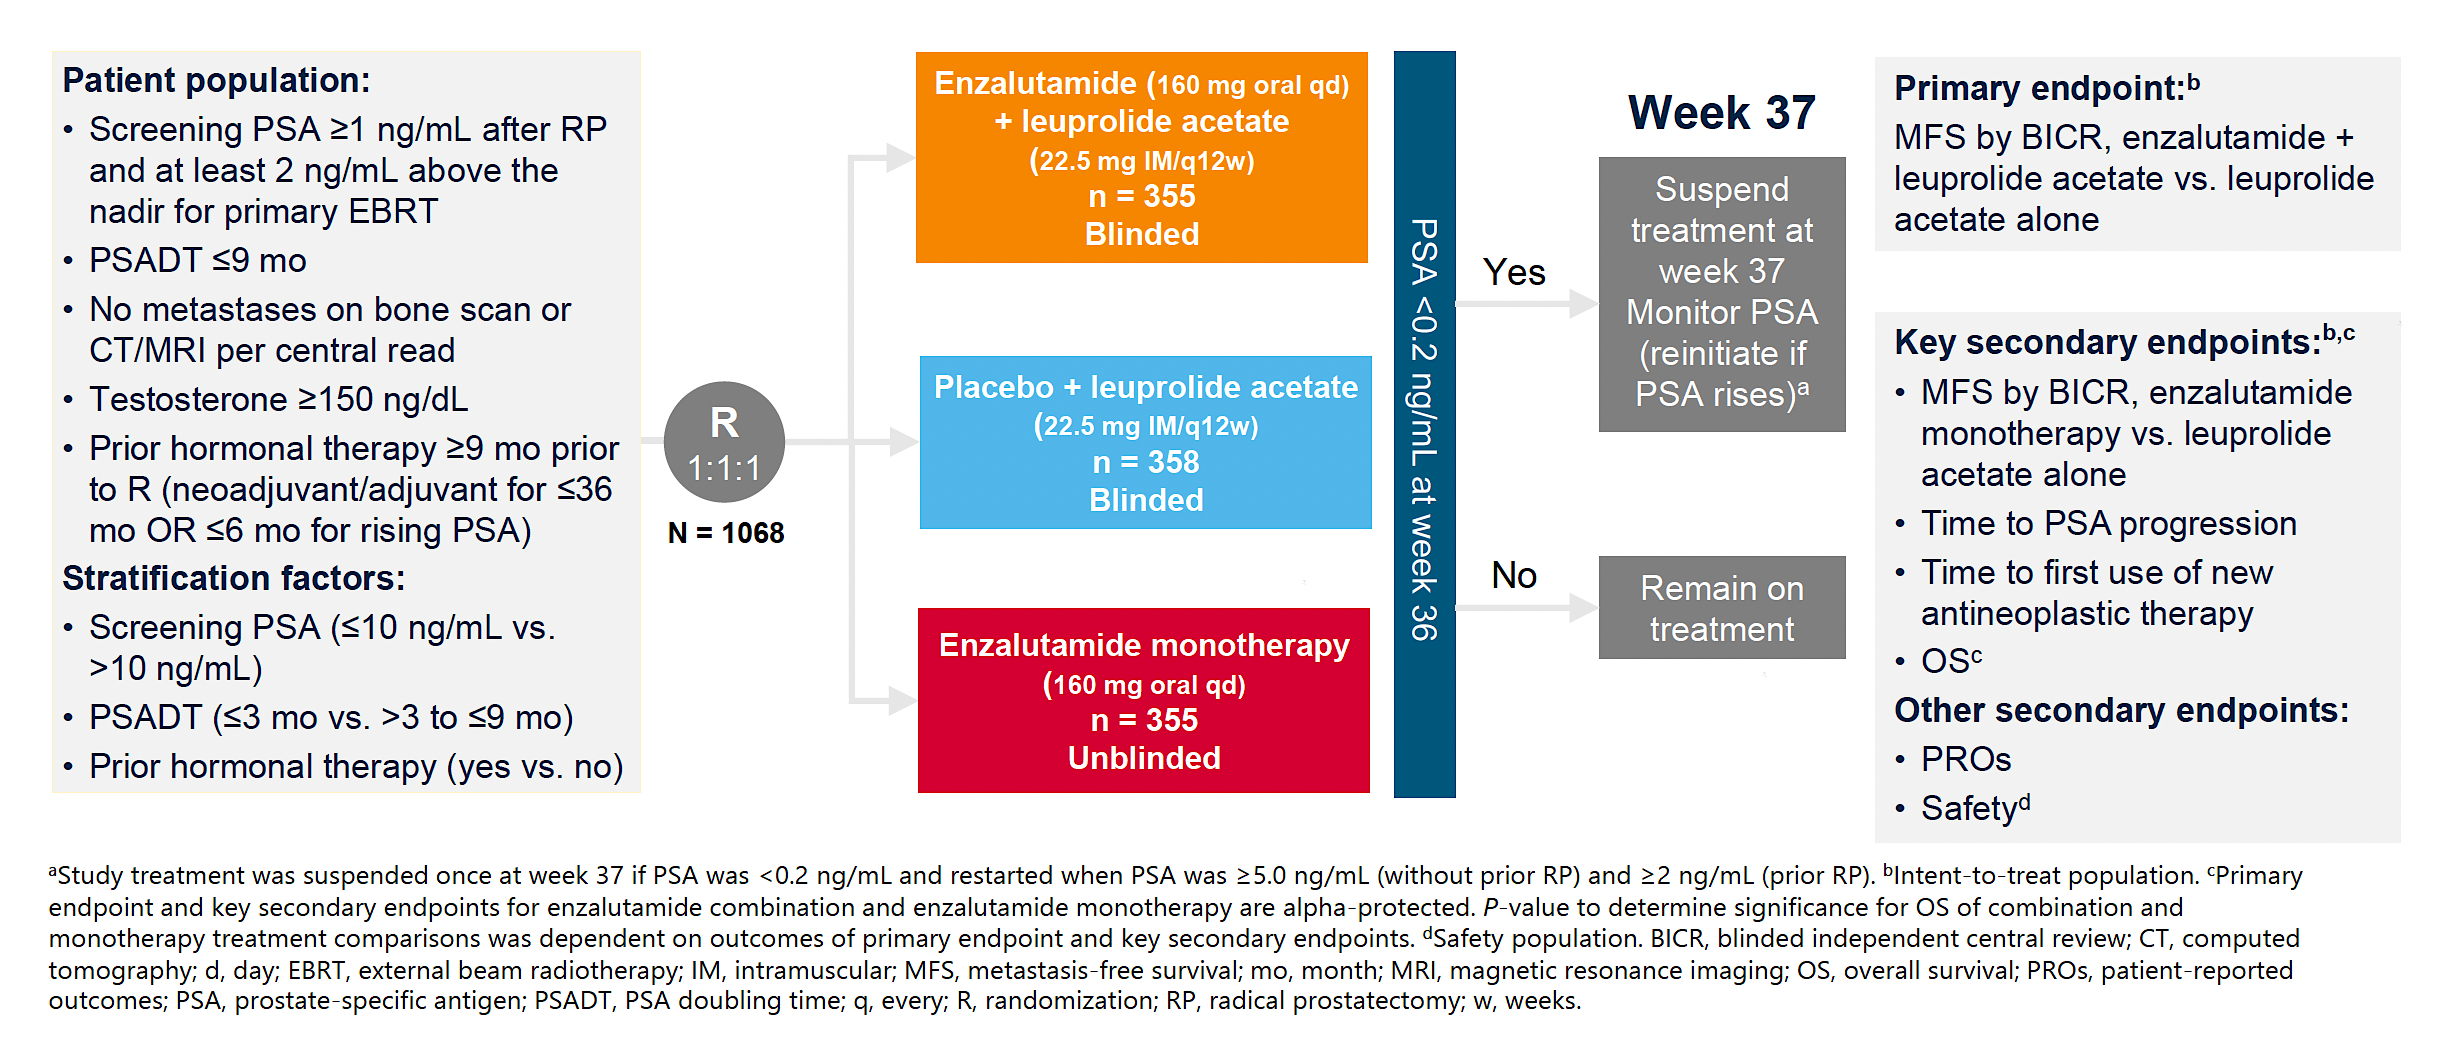 Patient population:
• Screening PSA ≥1 ng/mL after RP
and at least 2 ng/mL above the
nadir for primary EBRT
• PSADT ≤9 mo
• No metastases on bone scan or
CT/MRI per central read
• Testosterone ≥150 ng/dL
• Prior hormonal therapy ≥9 mo prior
to R (neoadjuvant/adjuvant for ≤36
mo OR ≤6 mo for rising PSA)
Stratification factors:
• Screening PSA (≤10 ng/mL vs.
>10 ng/mL)
• PSADT (≤3 mo vs. >3 to ≤9 mo)
• Prior hormonal therapy (yes vs. no)
R
1:1:1
N = 1068
Enzalutamide (160 mg oral qd)
+ leuprolide acetate
(22.5 mg IM/q12w)
n = 355
Blinded
Placebo + leuprolide acetate
(22.5 mg IM/q12w)
n = 358
Blinded
Enzalutamide monotherapy
(160 mg oral qd)
n = 355
Unblinded
PSA <0.2 ng/mL at week 36
Yes
No
Week 37
Suspend
treatment at
week 37
Monitor PSA
(reinitiate if
PSA rises)a
Remain on
treatment
Primary endpoint:b
MFS by BICR, enzalutamide +
leuprolide acetate vs. leuprolide
acetate alone
Key secondary endpoints:b,c
• MFS by BICR, enzalutamide
monotherapy vs. leuprolide
acetate alone
• Time to PSA progression
• Time to first use of new
antineoplastic therapy
• OSc
Other secondary endpoints:
• PROs
• Safetyd
aStudy treatment was suspended once at week 37 if PSA was <0.2 ng/mL and restarted when PSA was ≥5.0 ng/mL (without prior RP) and ≥2 ng/mL (prior RP). bIntent-to-treat population. cPrimary
endpoint and key secondary endpoints for enzalutamide combination and enzalutamide monotherapy are alpha-protected. P-value to determine significance for OS of combination and
monotherapy treatment comparisons was dependent on outcomes of primary endpoint and key secondary endpoints. dSafety population. BICR, blinded independent central review; CT, computed
tomography; d, day; EBRT, external beam radiotherapy; IM, intramuscular; MFS, metastasis-free survival; mo, month; MRI, magnetic resonance imaging; OS, overall survival; PROs, patient-reported
outcomes; PSA, prostate-specific antigen; PSADT, PSA doubling time; q, every; R, randomization; RP, radical prostatectomy; w, weeks.